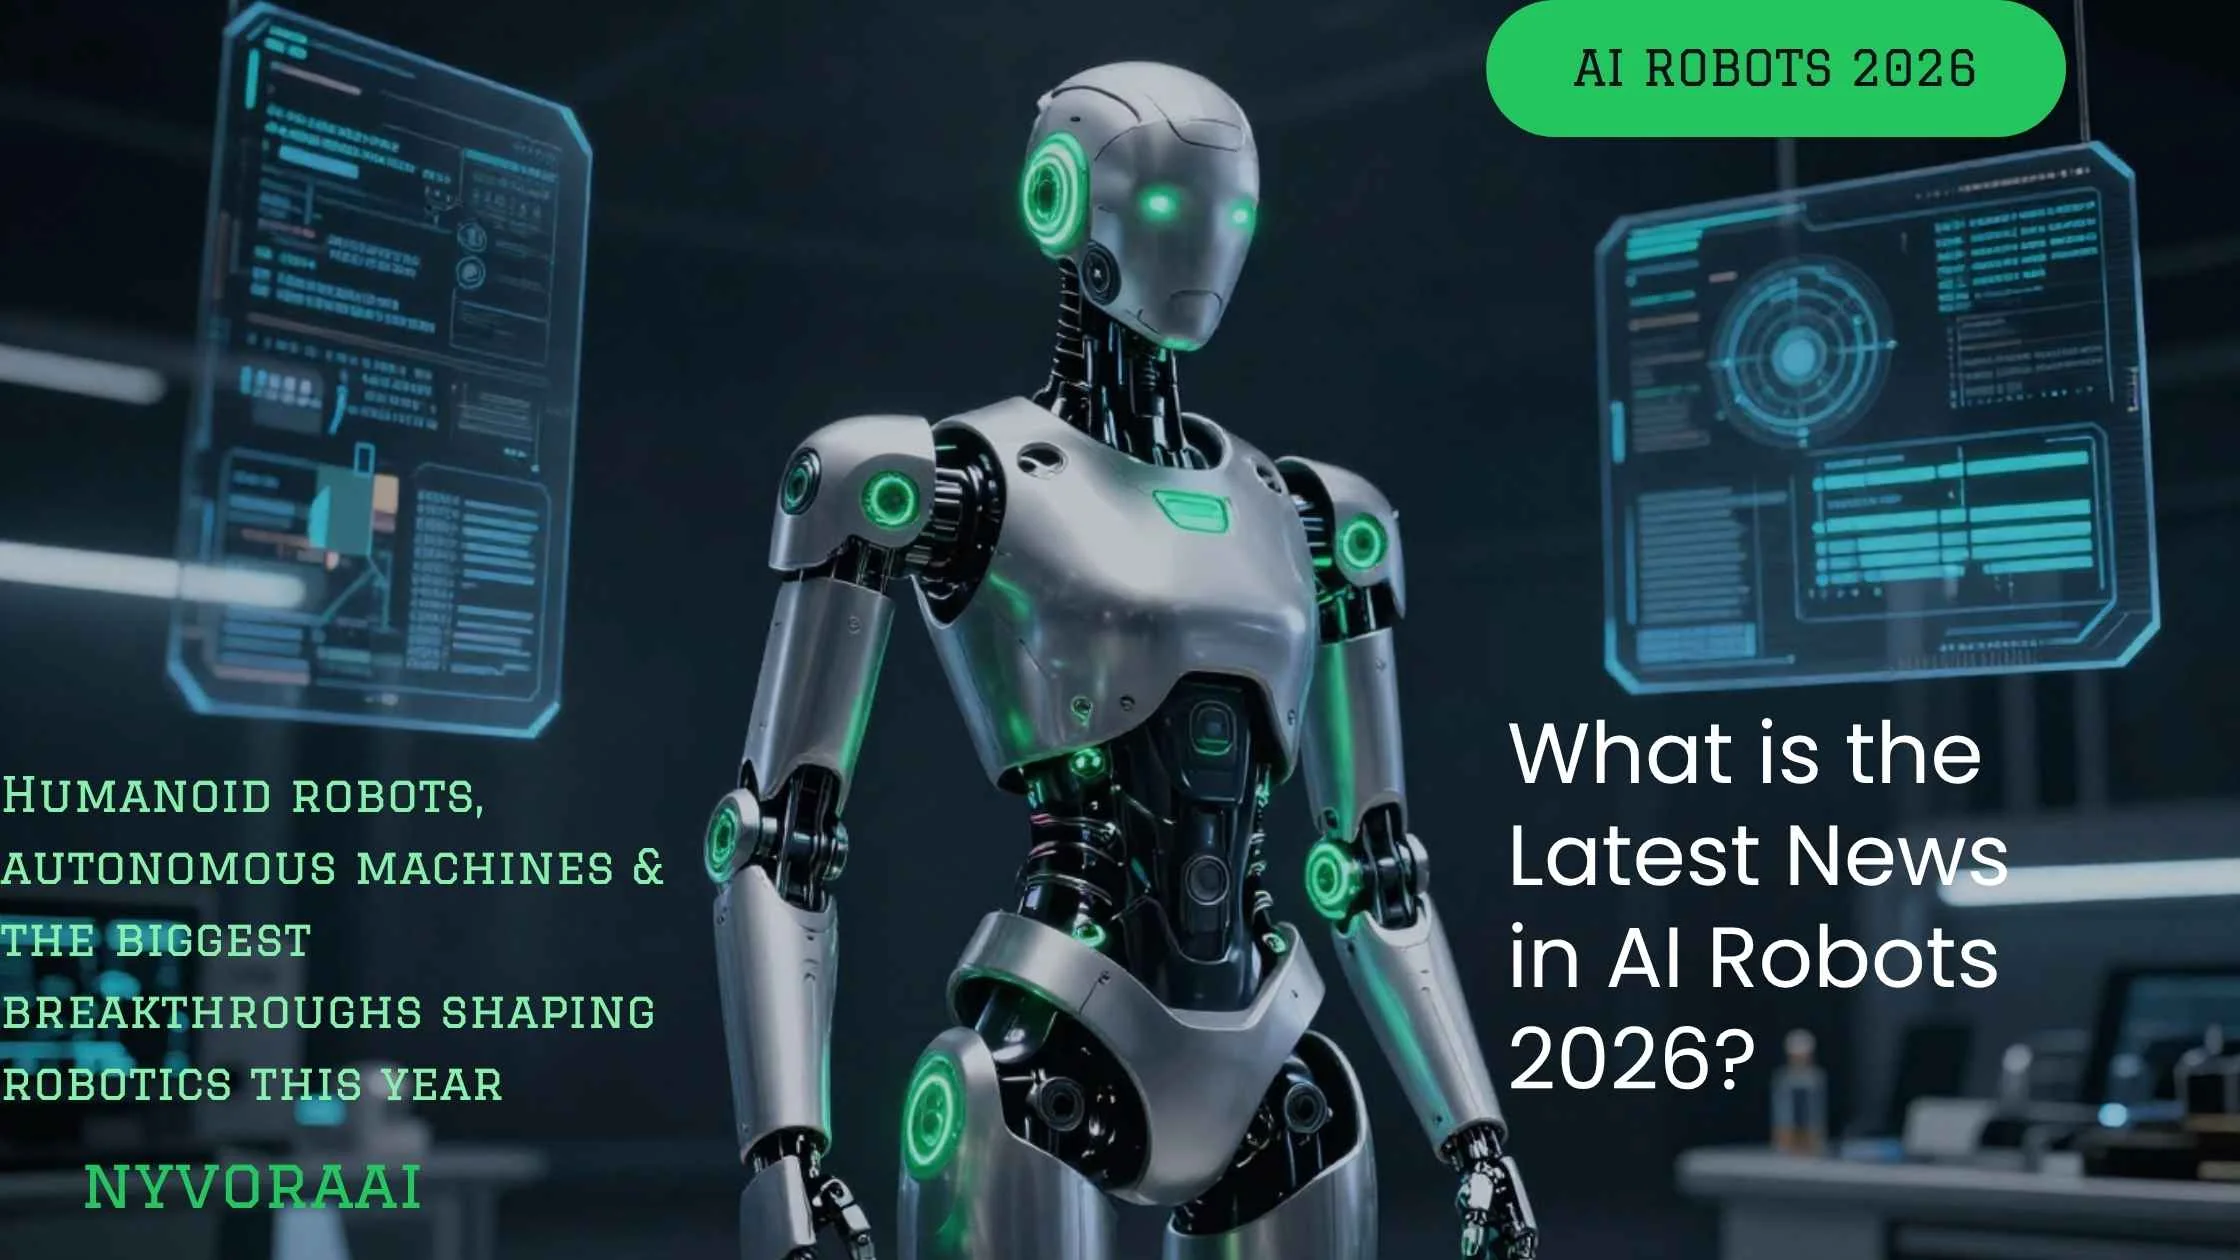 AI ROBOTS 2026
What is the
Latest News
in AI Robots
2026?
HUMANOID ROBOTS,
AUTONOMOUS MACHINES &
THE BIGGEST
BREAKTHROUGHS SHAPING
ROBOTICS THIS YEAR
NYVORAAI